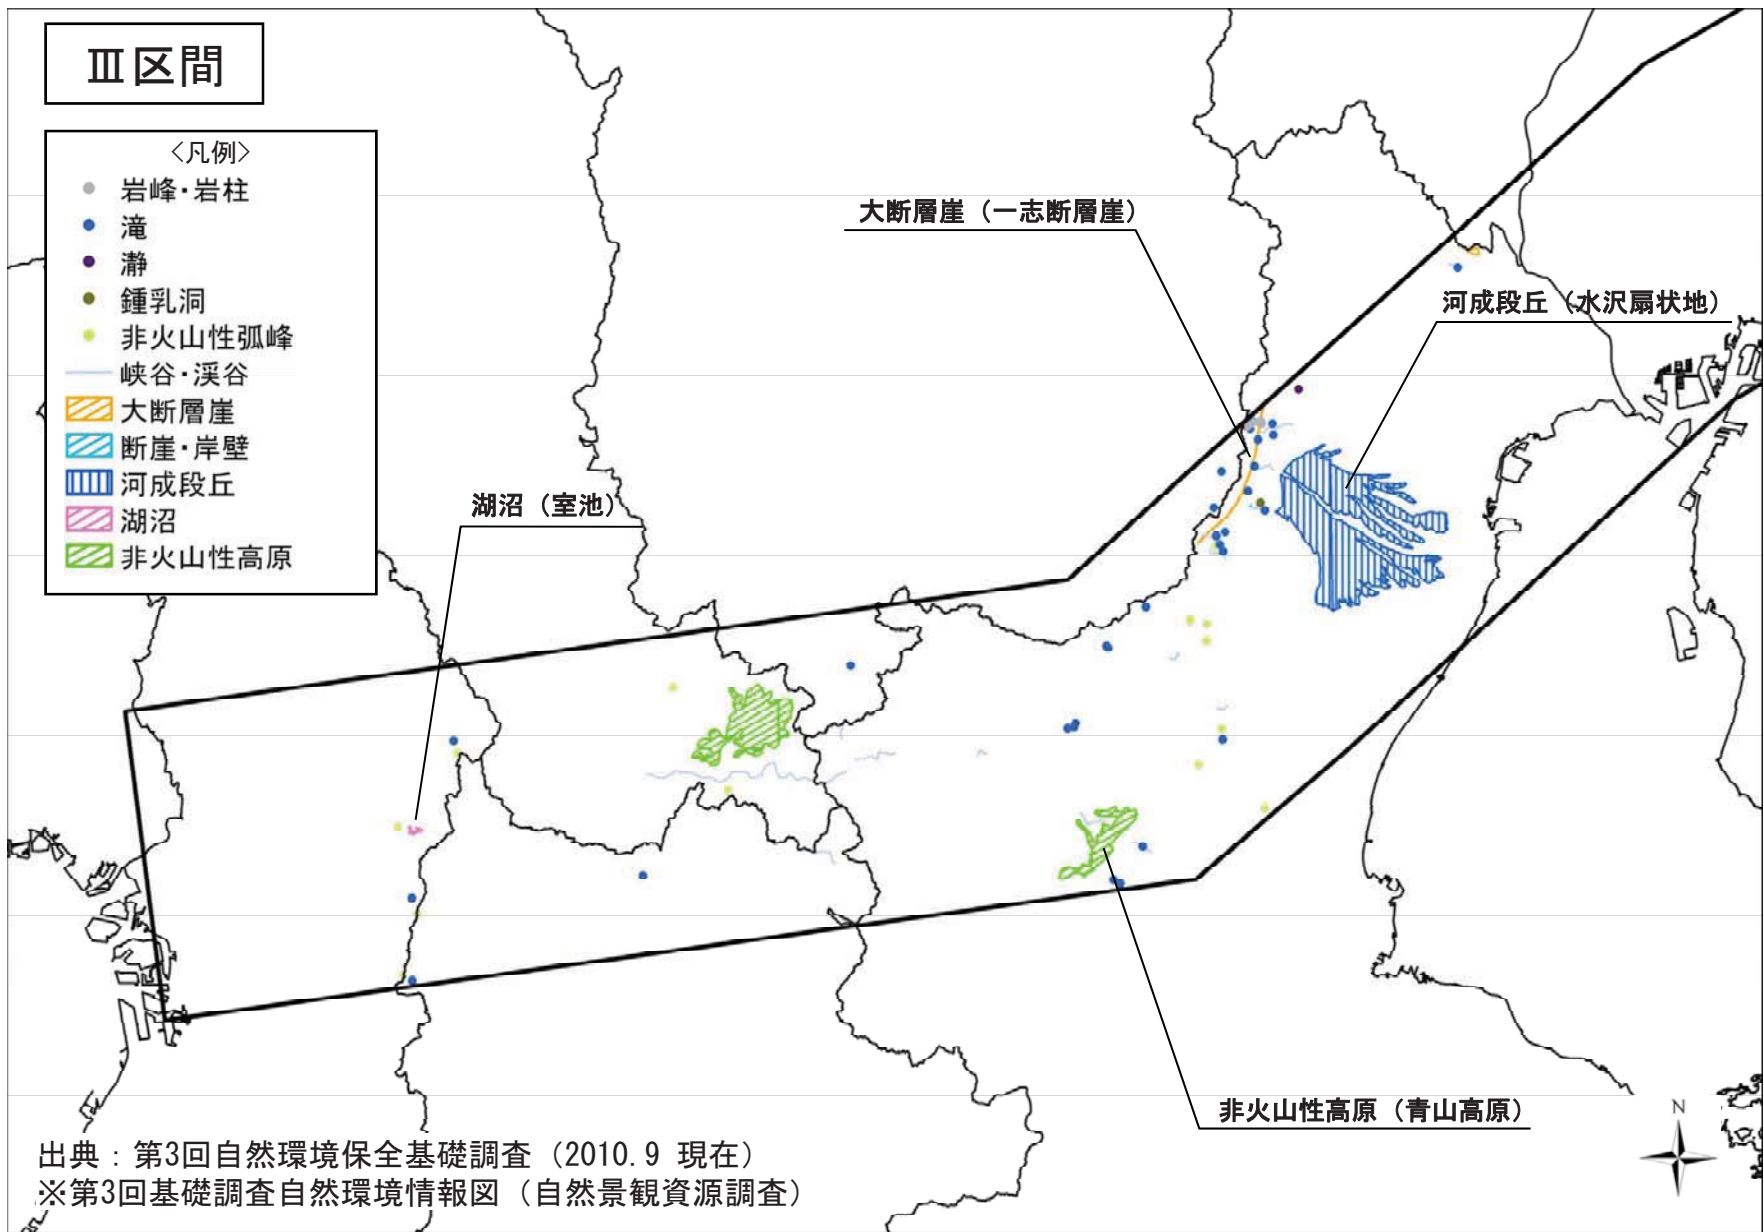 Ⅲ区間
<凡例>
岩峰・岩柱
滝
瀞
鍾乳洞
非火山性弧峰
峡谷・渓谷
大断層崖
断崖・岸壁
河成段丘
湖沼
非火山性高原
大断層崖（一志断層崖）
河成段丘（水沢扇状地）
湖沼（室池）
非火山性高原（青山高原）
N
出典：第3回自然環境保全基礎調査（2010.9 現在）
※第3回基礎調査自然環境情報図（自然景観資源調査）